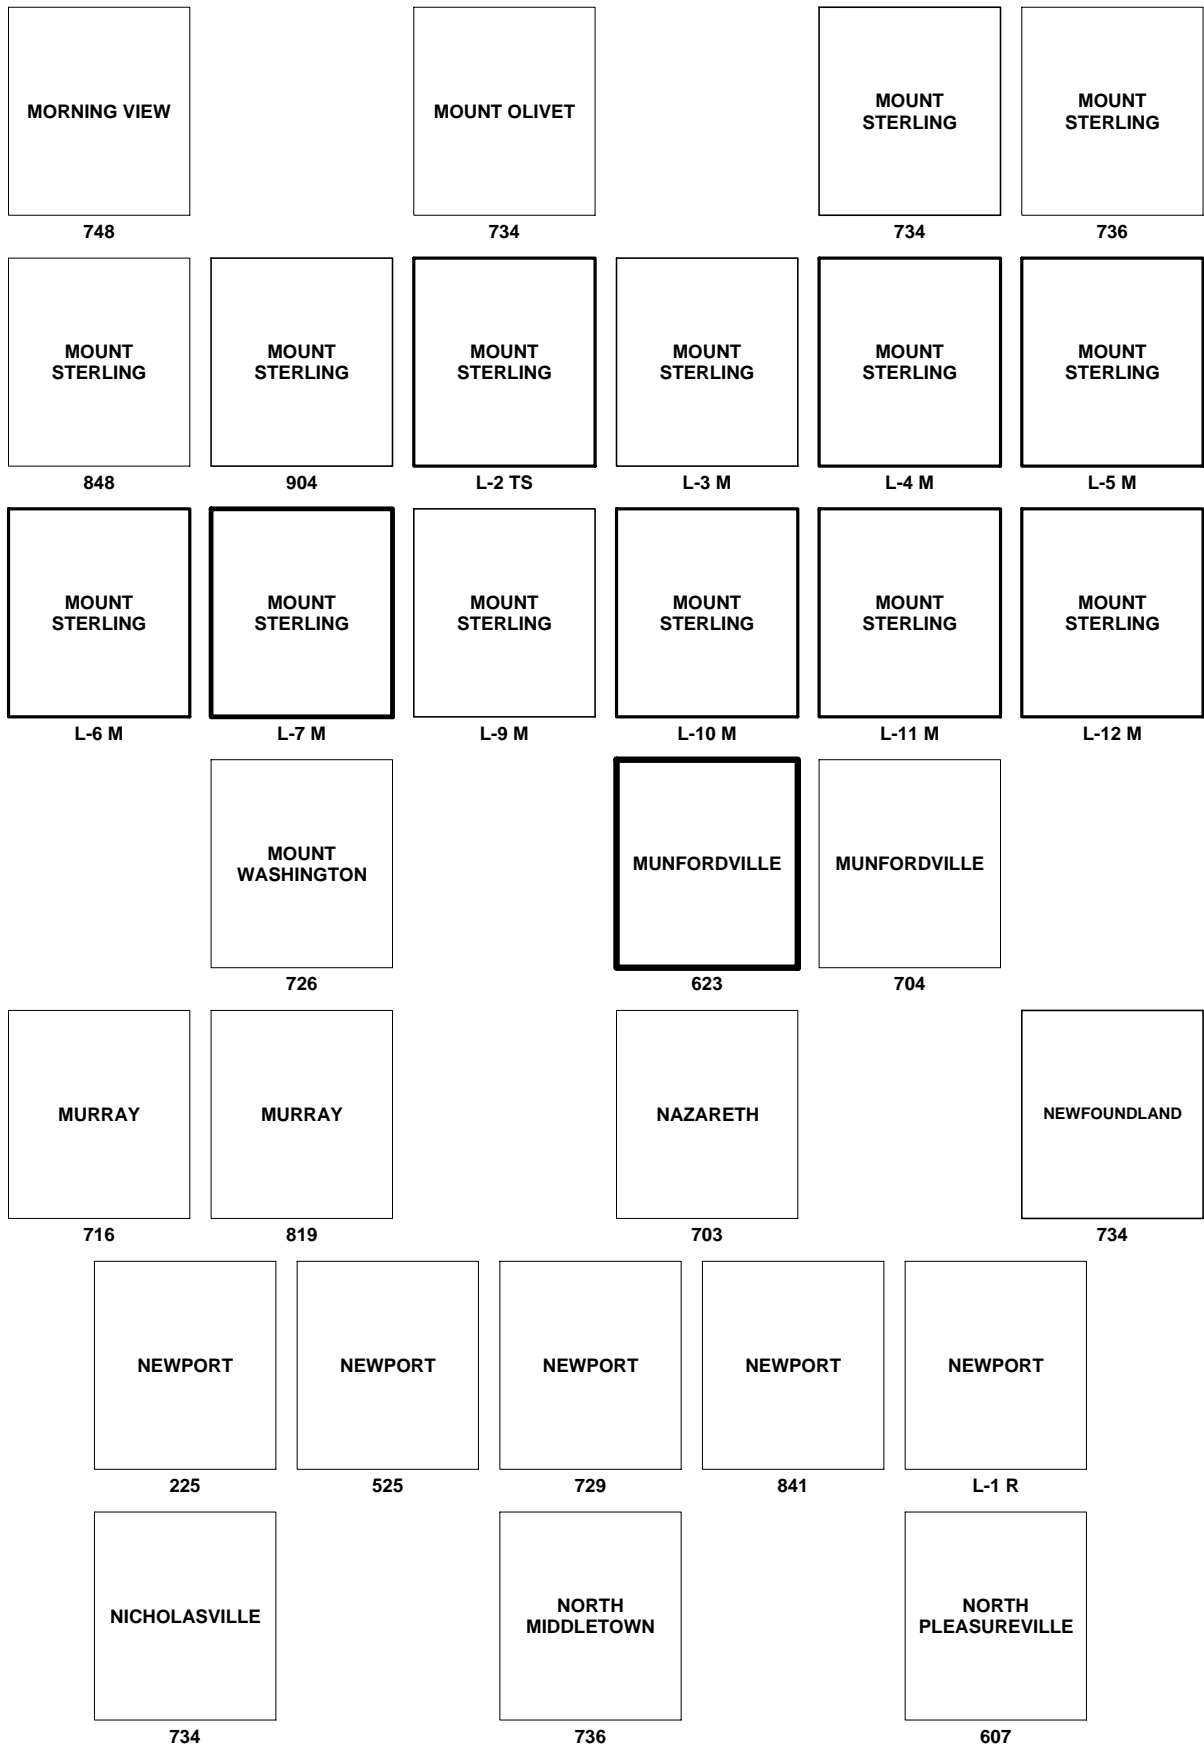 MORNING VIEW
748
MOUNT OLIVET
734
MOUNT
STERLING
734
MOUNT
STERLING
736
MOUNT
STERLING
848
MOUNT
STERLING
904
MOUNT
STERLING
L-2 TS
MOUNT
STERLING
L-3 M
MOUNT
STERLING
L-4 M
MOUNT
STERLING
L-5 M
MOUNT
STERLING
L-6 M
MOUNT
STERLING
L-7 M
MOUNT
STERLING
L-9 M
MOUNT
STERLING
L-10 M
MOUNT
STERLING
L-11 M
MOUNT
STERLING
L-12 M
MOUNT
WASHINGTON
726
MUNFORDVILLE
623
MUNFORDVILLE
704
MURRAY
716
MURRAY
819
NAZARETH
703
NEWFOUNDLAND
734
NEWPORT
225
NEWPORT
525
NEWPORT
729
NEWPORT
841
NEWPORT
L-1 R
NICHOLASVILLE
734
NORTH
MIDDLETOWN
736
NORTH
PLEASUREVILLE
607